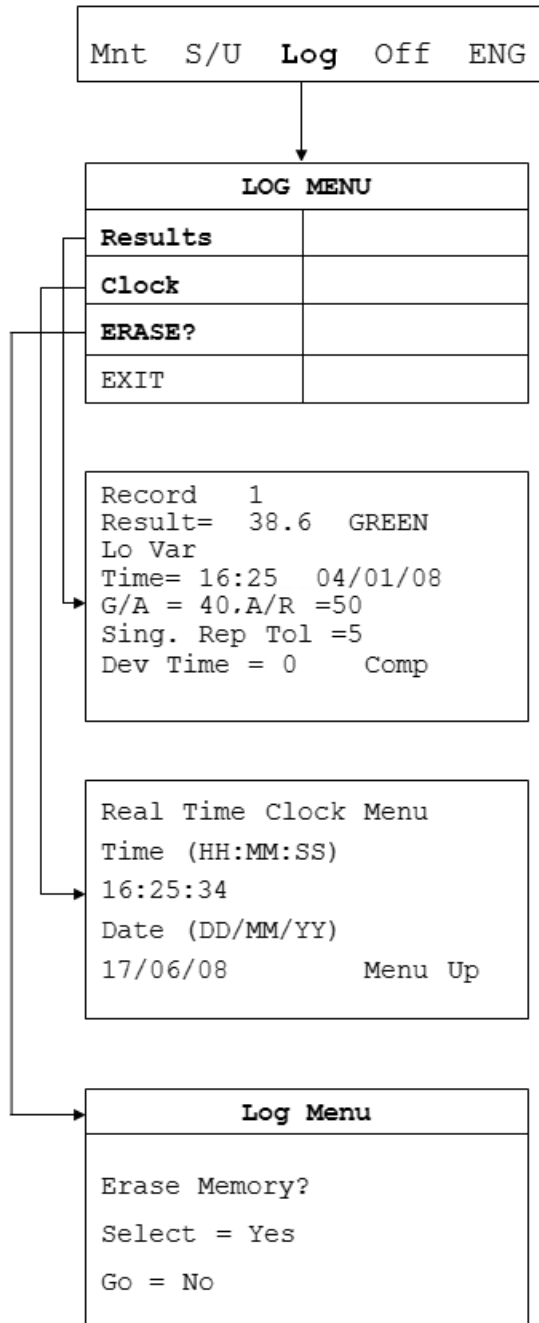 Mnt S/U Log Off ENG
LOG MENU
Results
Clock
ERASE?
EXIT
Record 1
Result= 38.6 GREEN
Lo Var
Time= 16:25 04/01/08
G/A = 40.A/R =50
Sing. Rep Tol =5
Dev Time = 0 Comp
Real Time Clock Menu
Time (HH:MM:SS)
16:25:34
Date (DD/MM/YY)
17/06/08 Menu Up
Log Menu
Erase Memory?
Select = Yes
Go = No